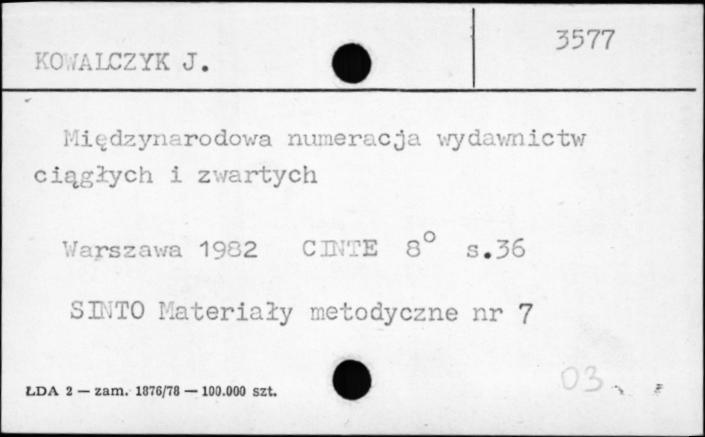 3577
KOWALCZYK J.
Międzynarodowa numeracja wydawnictw
ciągłych i zwartych
Warszawa 1982 CINTE 8° s.36
SINTO Materiały metodyczne nr 7
ŁDA 2 — zam. 1876/78 — 100.000 szt.
03